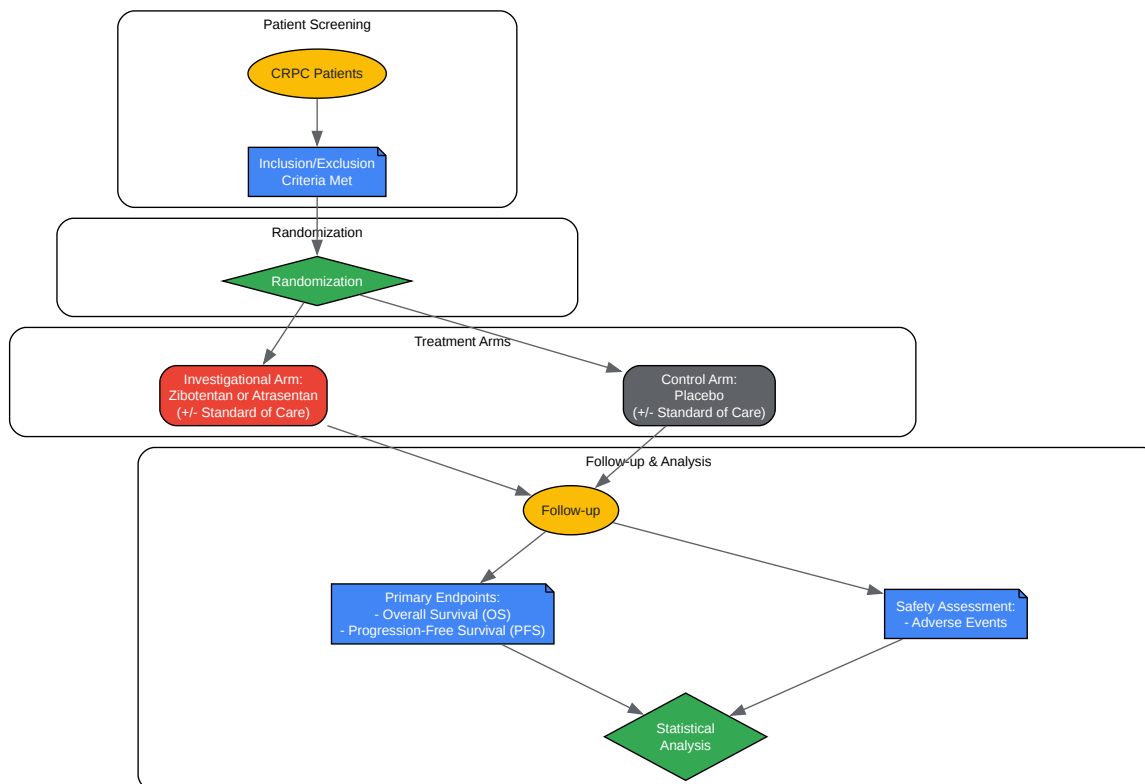 Patient Screening
CRPC Patients
Inclusion/Exclusion
Criteria Met
Randomization
Randomization
Treatment Arms
Investigational Arm:
Zibotentan or Atrasentan
(+/- Standard of Care)
Control Arm:
Placebo
(+/- Standard of Care)
Follow-up & Analysis
Follow-up
Primary Endpoints:
- Overall Survival (OS)
- Progression-Free Survival (PFS)
Safety Assessment:
- Adverse Events
Statistical
Analysis